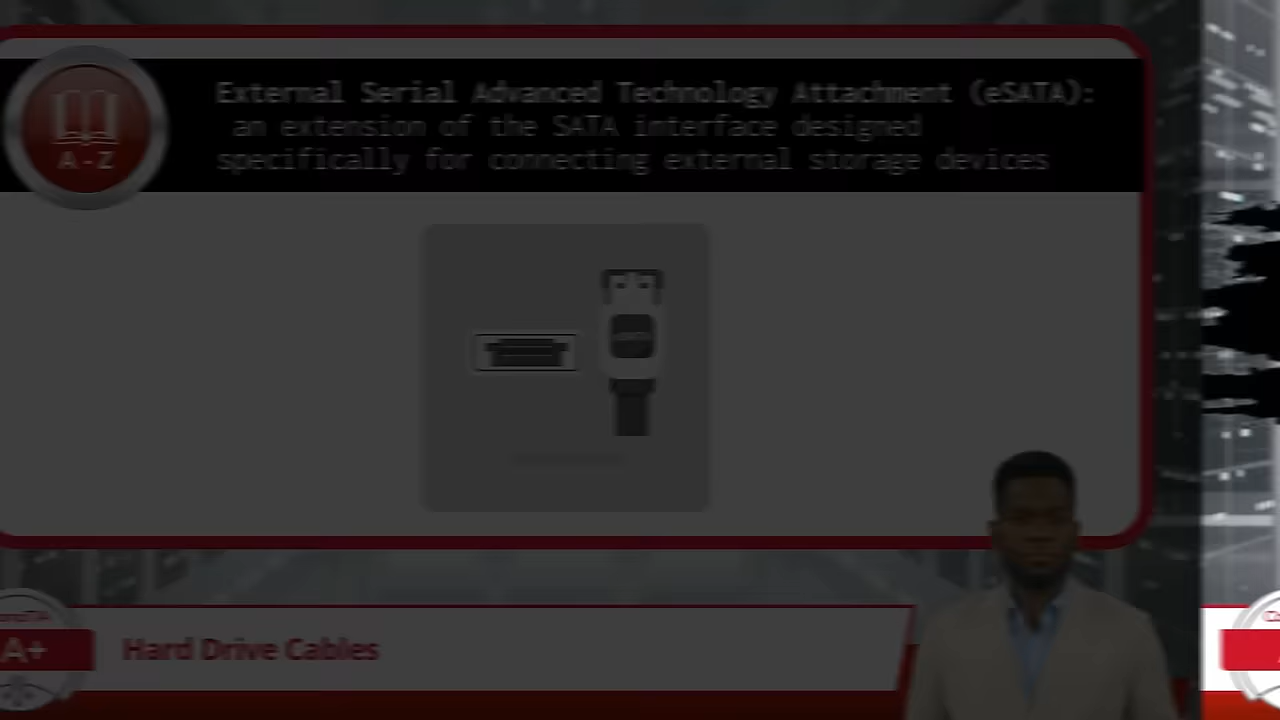 External Serial Advanced Technology Attachment (eSATA):
an extension of the SATA interface designed
specifically for connecting external storage devices
A-Z
A+
Hard Drive Cables